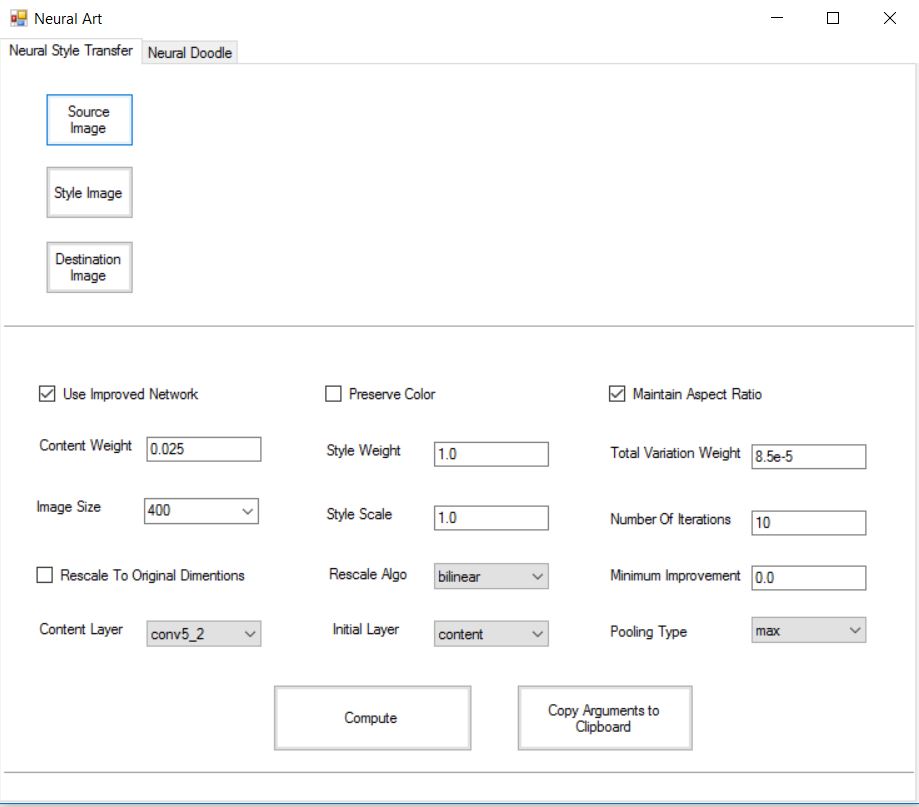 Neural Art
Neural Style Transfer
Neural Doodle
Source
Image
Style Image
Destination
Image
Use Improved Network
Preserve Color
Maintain Aspect Ratio
Content Weight
0.025
Style Weight
1.0
Total Variation Weight
8.5e-5
Image Size
400
Style Scale
1.0
Number Of Iterations
10
Rescale To Original Dimentions
Rescale Algo
bilinear
Minimum Improvement
0.0
Content Layer
conv5_2
Initial Layer
content
Pooling Type
max
Compute
Copy Arguments to
Clipboard